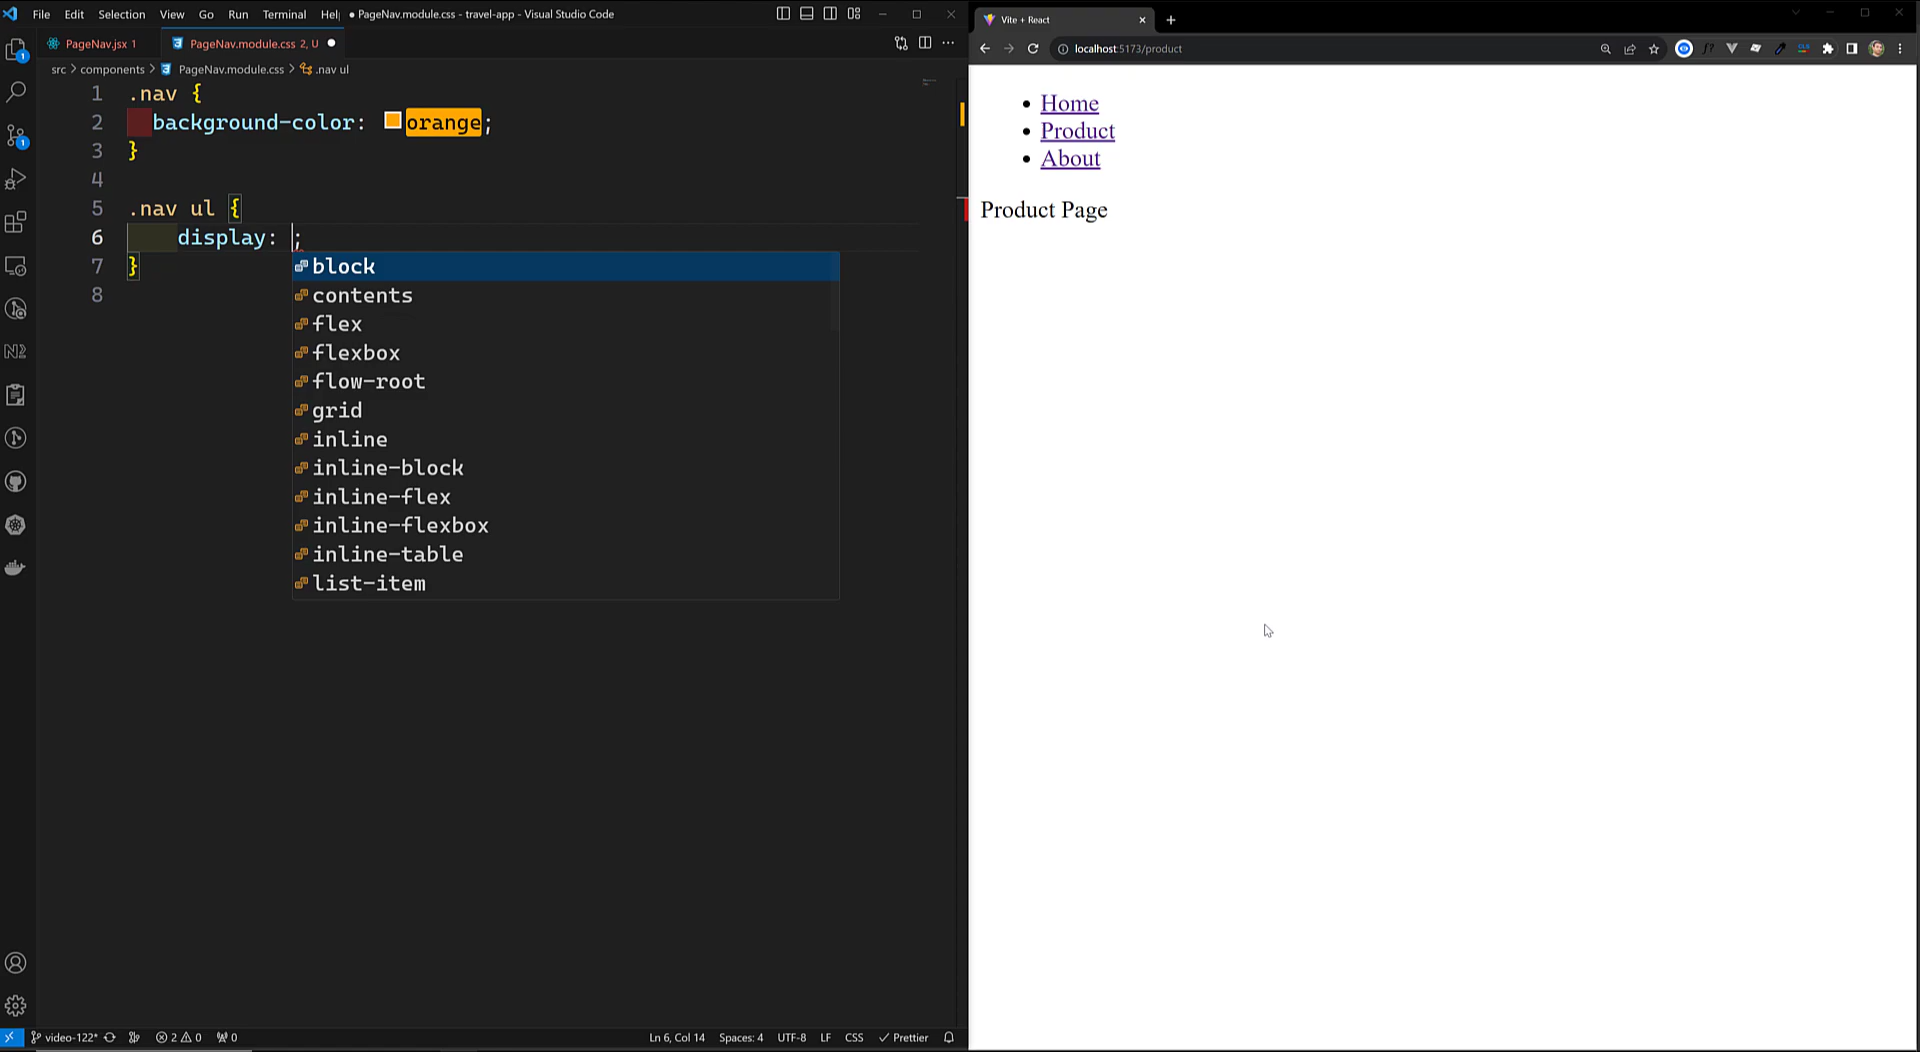 File Edit Selection View Go Run Terminal Hel ● PageNav.module.css - travel-app - Visual Studio Code
PageNav.jsx 1
PageNav.module.css 2, U ●
src > components > PageNav.module.css > .nav ul
1 .nav {
2 background-color: orange;
3 }
4
5 .nav ul {
6 display: ;
7 }
8
block
contents
flex
flexbox
flow-root
grid
inline
inline-block
inline-flex
inline-flexbox
inline-table
list-item
video-122* 2 0 0 Ln 6, Col 14 Spaces: 4 UTF-8 LF CSS Prettier
Vite + React
localhost:5173/product
Home
Product
About
Product Page